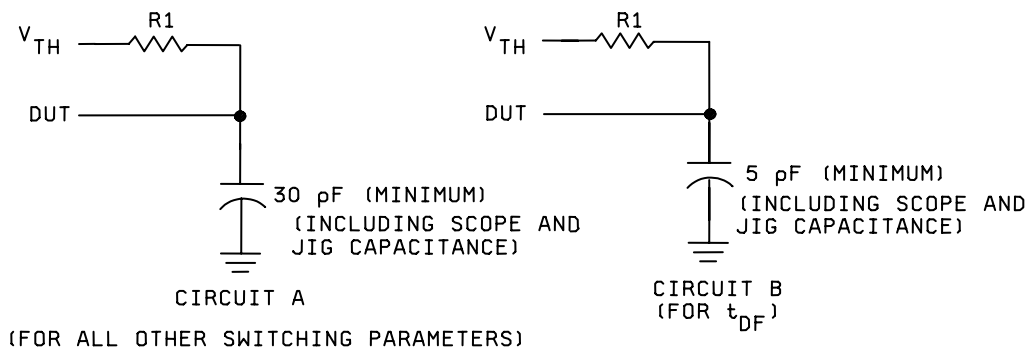 V_TH R1
DUT
30 pF (MINIMUM)
(INCLUDING SCOPE AND
JIG CAPACITANCE)
CIRCUIT A
(FOR ALL OTHER SWITCHING PARAMETERS)
V_TH R1
DUT
5 pF (MINIMUM)
(INCLUDING SCOPE AND
JIG CAPACITANCE)
CIRCUIT B
(FOR t_DF)